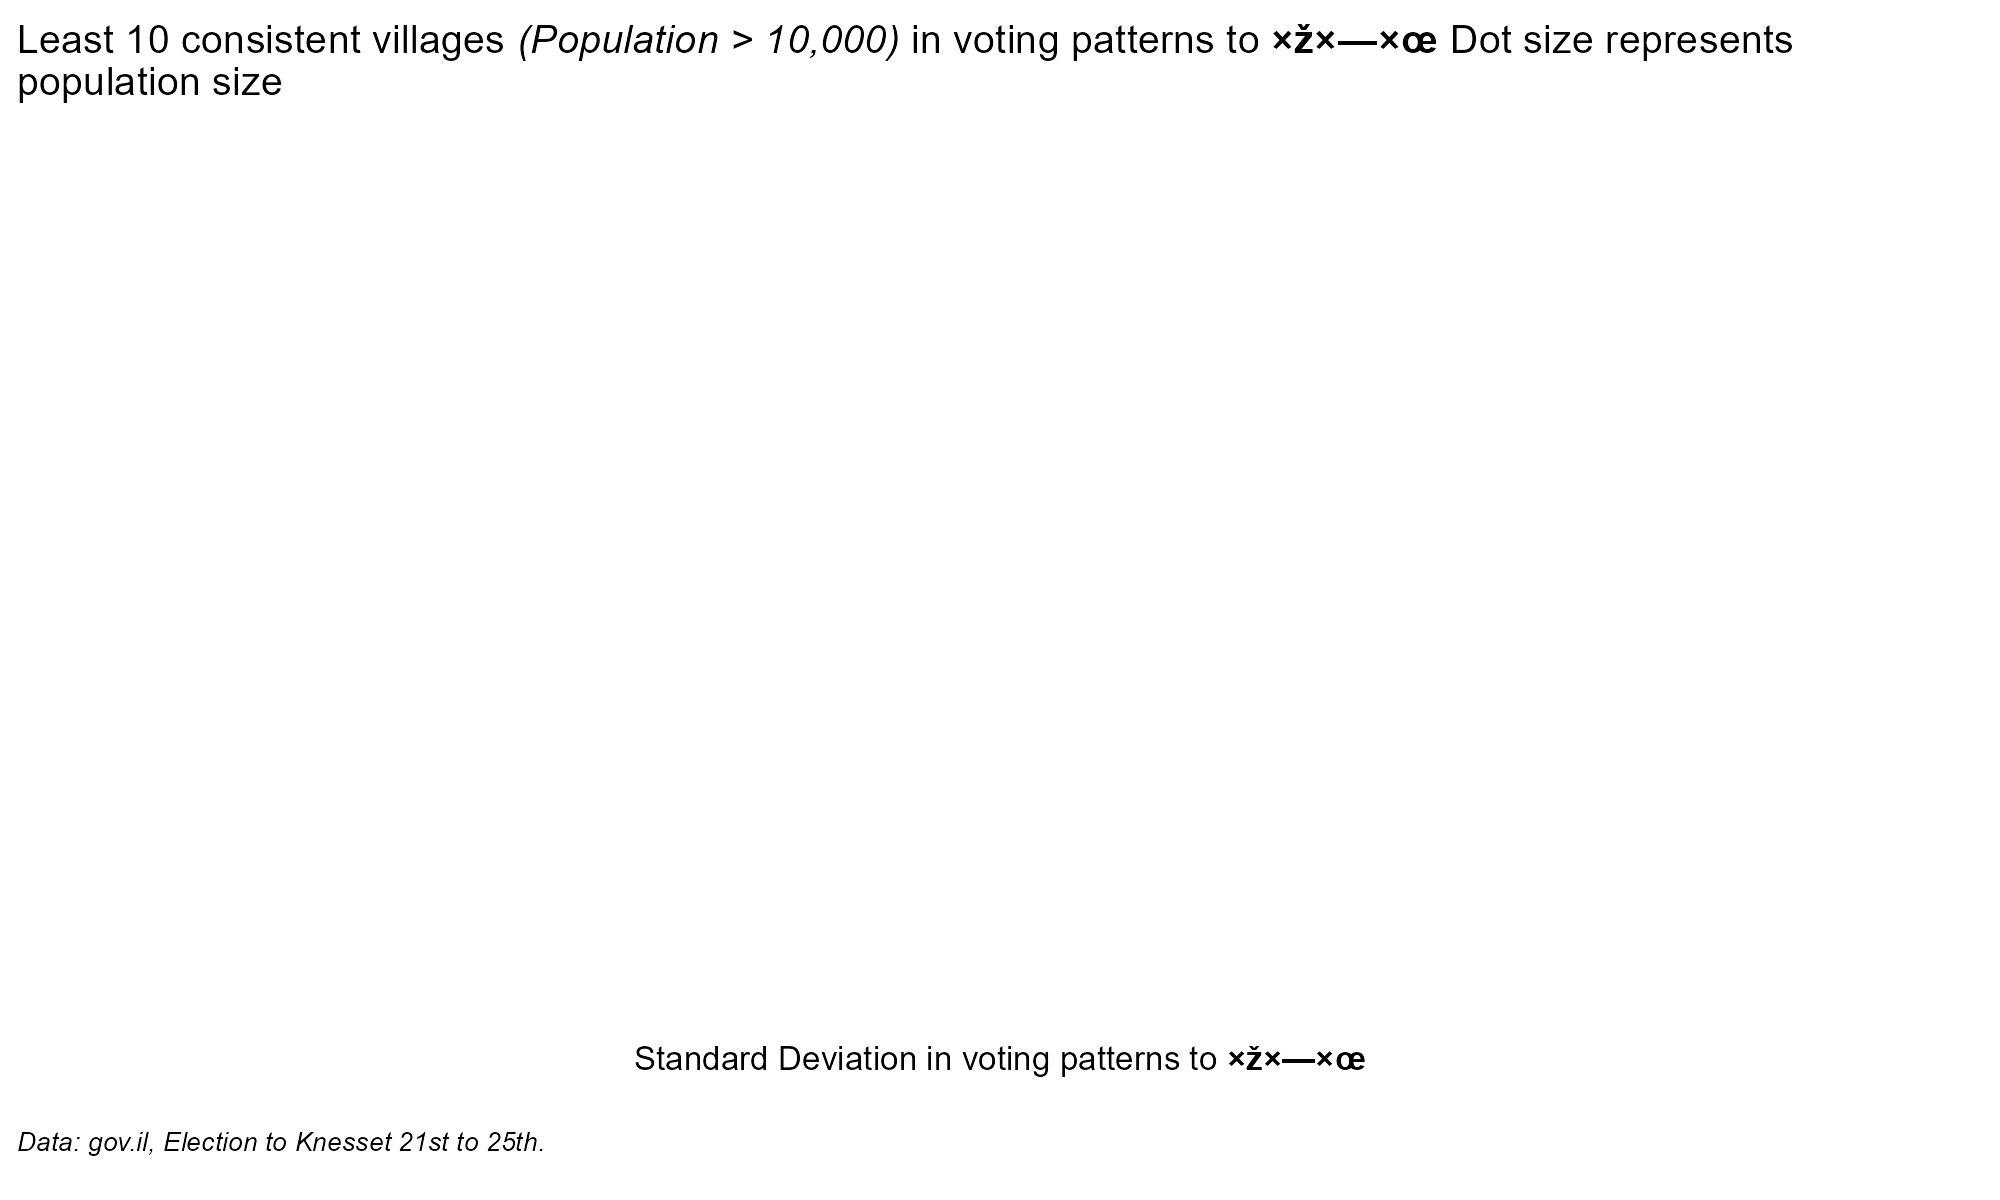 Least 10 consistent villages (Population > 10,000) in voting patterns to ×ž×—×œ Dot size represents
population size
Standard Deviation in voting patterns to ×ž×—×œ
Data: gov.il, Election to Knesset 21st to 25th.